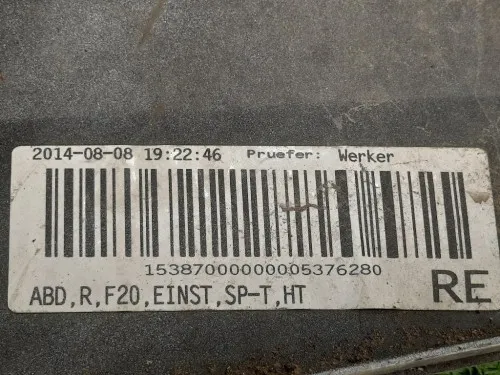 2014-08-08 19:22:46 Pruefer: Werker
15387000000005376280
ABD,R,F20,EINST,SP-T,HT
RE